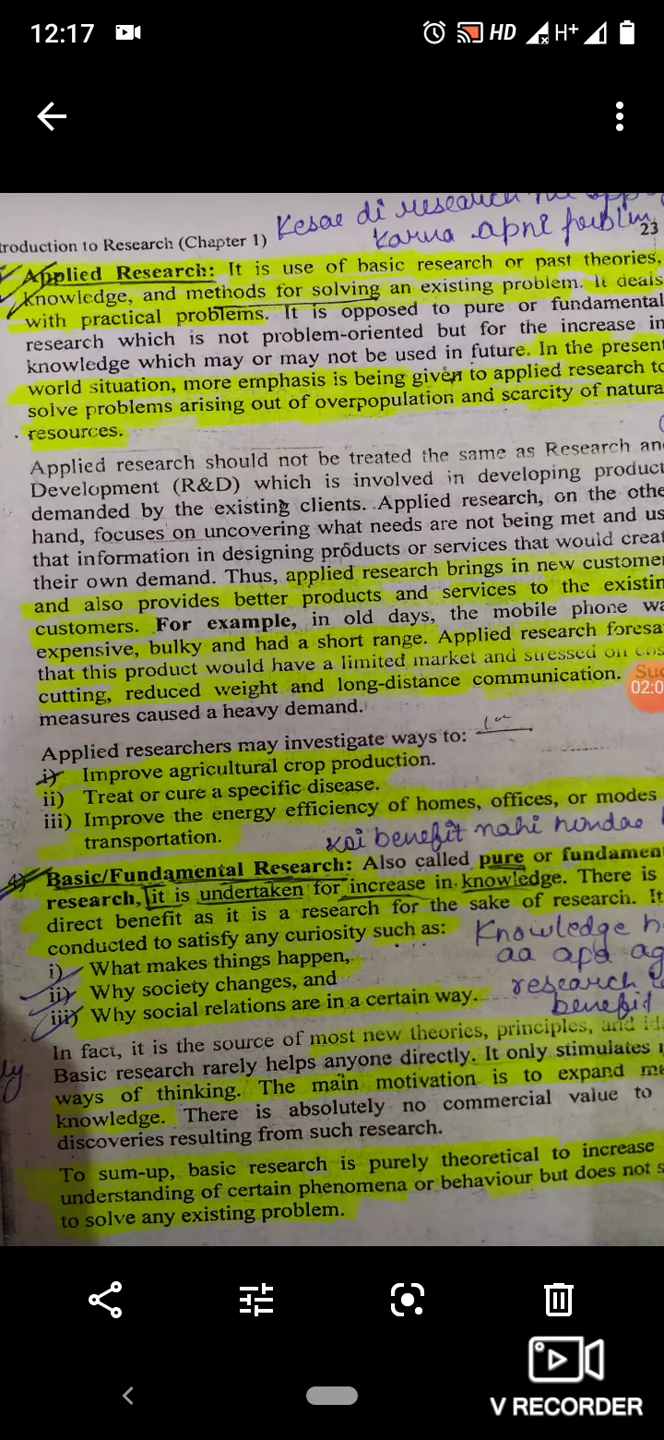 12:17
HD H+
Kesae di research
karna apne
troduction to Research (Chapter 1)
23
Applied Research: It is use of basic research or past theories,
knowledge, and methods for solving an existing problem. It deals
with practical problems. It is opposed to pure or fundamental
research which is not problem-oriented but for the increase in
knowledge which may or may not be used in future. In the present
world situation, more emphasis is being given to applied research to
solve problems arising out of overpopulation and scarcity of natura
resources.
Applied research should not be treated the same as Research an
Development (R&D) which is involved in developing product
demanded by the existing clients. Applied research, on the othe
hand, focuses on uncovering what needs are not being met and us
that information in designing products or services that would creat
their own demand. Thus, applied research brings in new customer
and also provides better products and services to the existin
customers. For example, in old days, the mobile phone wa
expensive, bulky and had a short range. Applied research foresa
that this product would have a limited market and stressed on cos
cutting, reduced weight and long-distance communication. Suc
02:0
measures caused a heavy demand.
Applied researchers may investigate ways to:
i) Improve agricultural crop production.
ii) Treat or cure a specific disease.
iii) Improve the energy efficiency of homes, offices, or modes
transportation.
koi benefit nahi hundae
Basic/Fundamental Research: Also called pure or fundamen
research, it is undertaken for increase in knowledge. There is
direct benefit as it is a research for the sake of research. It
conducted to satisfy any curiosity such as:
Knowledge
aa apa ag
research
benefit
i) What makes things happen,
ii) Why society changes, and
iii) Why social relations are in a certain way.
In fact, it is the source of most new theories, principles, and ide
ly
Basic research rarely helps anyone directly. It only stimulates
ways of thinking. The main motivation is to expand ma
knowledge. There is absolutely no commercial value to
discoveries resulting from such research.
To sum-up, basic research is purely theoretical to increase
understanding of certain phenomena or behaviour but does not s
to solve any existing problem.
V RECORDER